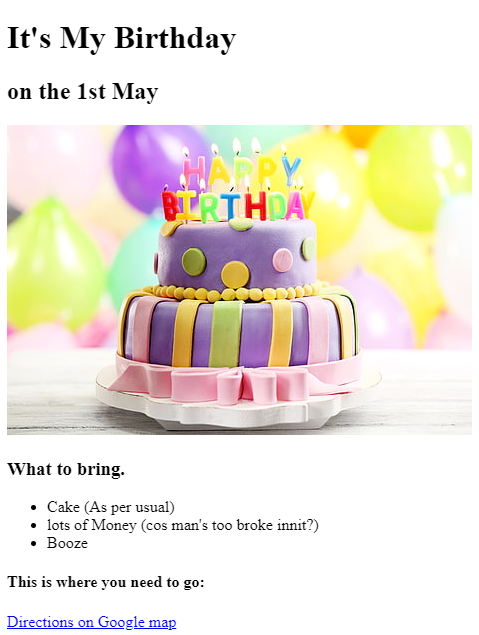 It's My Birthday
on the 1st May
HAPPY
BIRTHDAY
What to bring.
Cake (As per usual)
lots of Money (cos man's too broke innit?)
Booze
This is where you need to go:
Directions on Google map